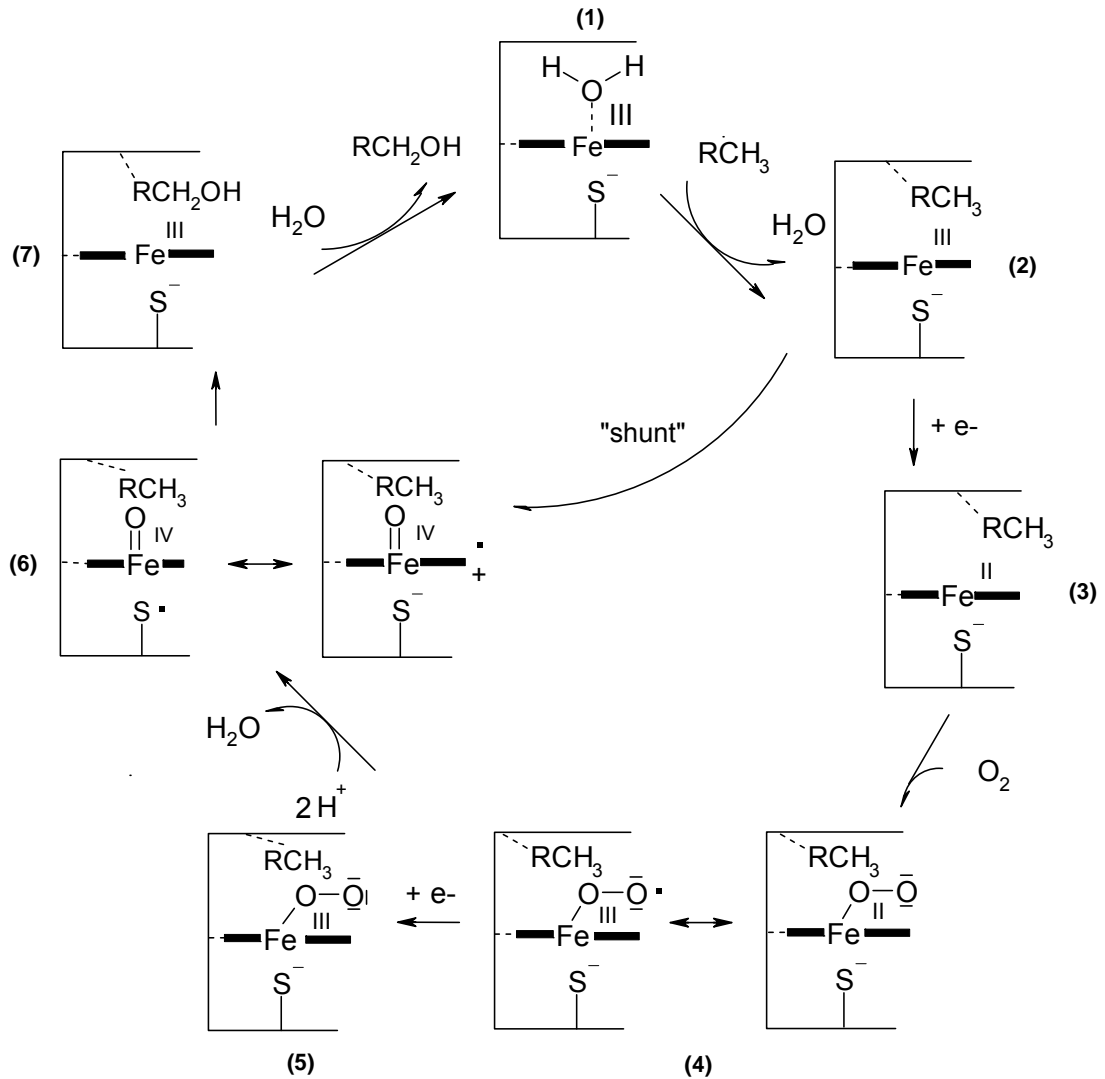 (1)
H H
O
III
Fe
S⁻
RCH₃
H₂O
RCH₃
III
Fe
S⁻
(2)
+ e-
RCH₃
II
Fe
S⁻
(3)
O₂
RCH₃
O–O
II
Fe
S⁻
RCH₃
O–O
III
Fe
S⁻
(4)
+ e-
RCH₃
O–O
III
Fe
S⁻
(5)
2 H⁺
H₂O
RCH₃
O
IV
Fe
+
S⁻
RCH₃
O
IV
Fe
S
(6)
"shunt"
RCH₂OH
III
Fe
S⁻
(7)
H₂O
RCH₂OH